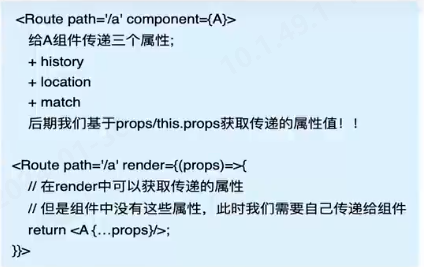 <Route path='/a' component={A}>
给A组件传递三个属性;
+ history
+ location
+ match
后期我们基于props/this.props获取传递的属性值！！
<Route path='/a' render={(props)=>{
// 在render中可以获取传递的属性
// 但是组件中没有这些属性，此时我们需要自己传递给组件
return <A {…props}/>;
}}>